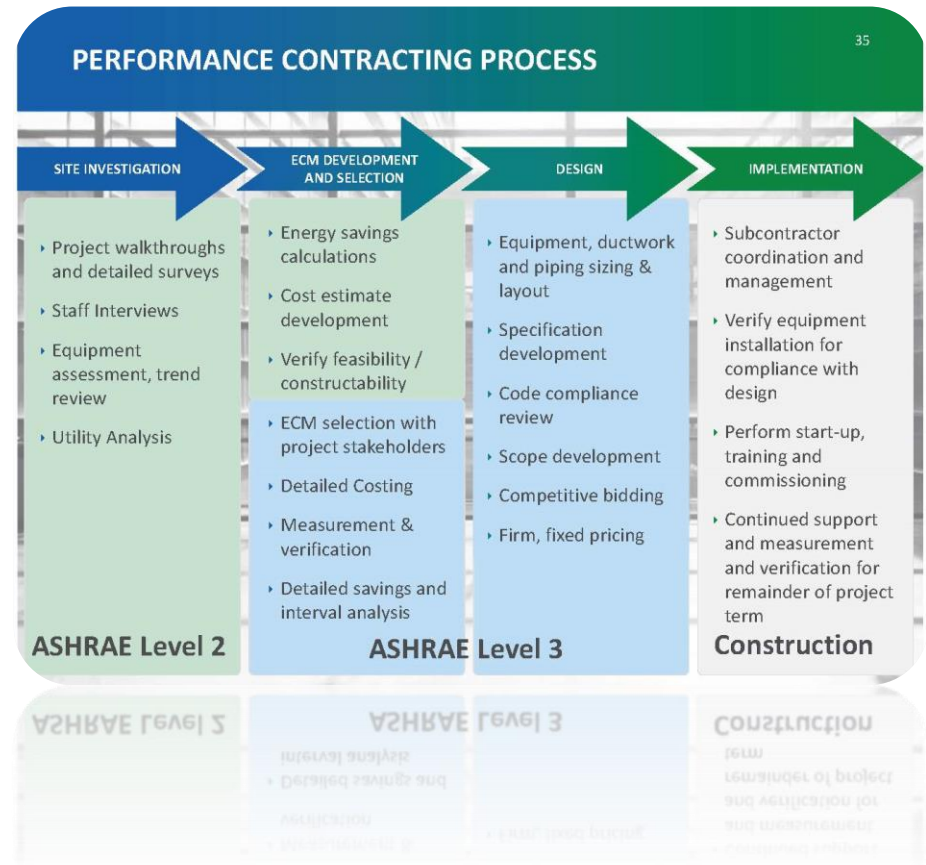 35
PERFORMANCE CONTRACTING PROCESS
SITE INVESTIGATION
ECM DEVELOPMENT
AND SELECTION
DESIGN
IMPLEMENTATION
‣ Project walkthroughs
and detailed surveys
‣ Staff Interviews
‣ Equipment
assessment, trend
review
‣ Utility Analysis
‣ Energy savings
calculations
‣ Cost estimate
development
‣ Verify feasibility /
constructability
‣ ECM selection with
project stakeholders
‣ Detailed Costing
‣ Measurement &
verification
‣ Detailed savings and
interval analysis
‣ Equipment, ductwork
and piping sizing &
layout
‣ Specification
development
‣ Code compliance
review
‣ Scope development
‣ Competitive bidding
‣ Firm, fixed pricing
‣ Subcontractor
coordination and
management
‣ Verify equipment
installation for
compliance with
design
‣ Perform start-up,
training and
commissioning
‣ Continued support
and measurement
and verification for
remainder of project
term
ASHRAE Level 2
ASHRAE Level 3
Construction